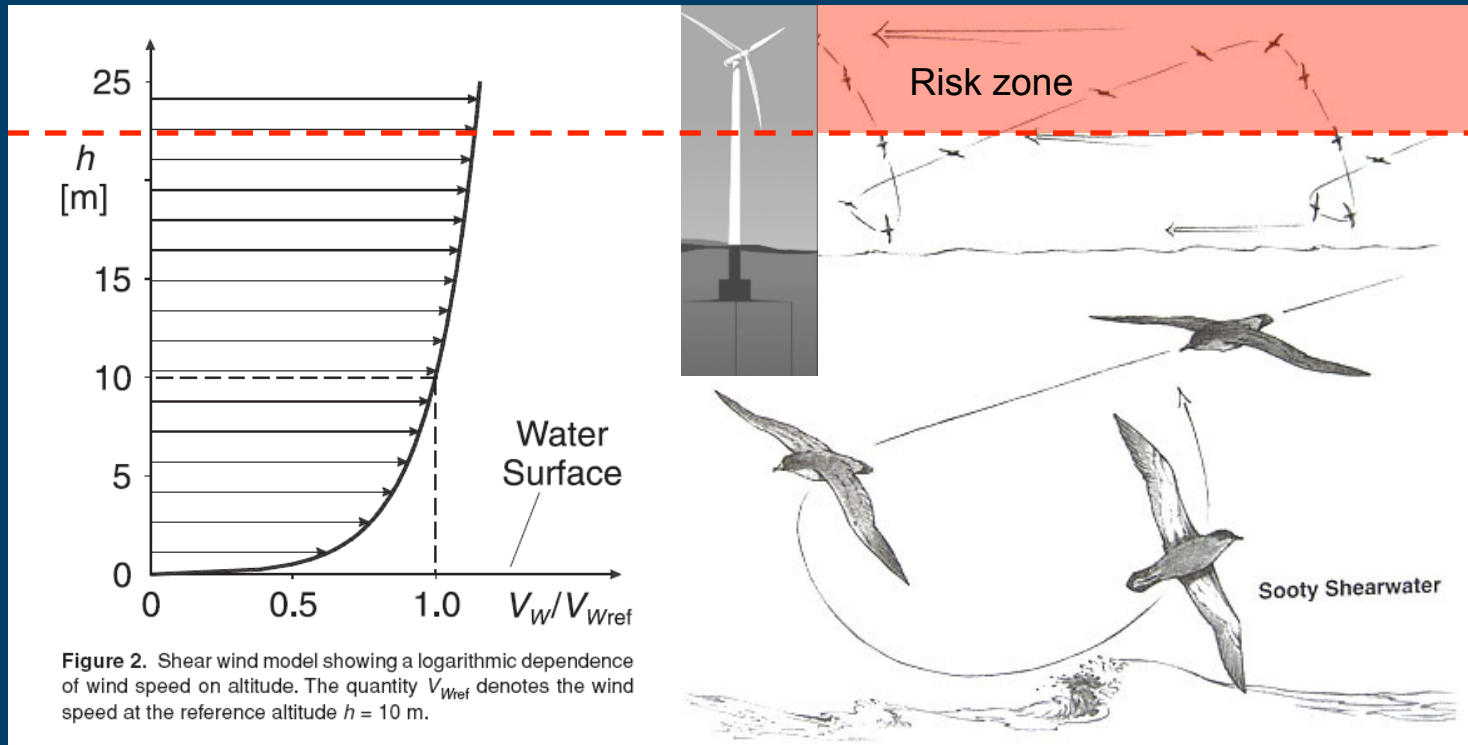 25
h
[m]
15
10
5
0
0
0.5
1.0
V_W/V_Wref
Water
Surface
Figure 2. Shear wind model showing a logarithmic dependence
of wind speed on altitude. The quantity V_Wref denotes the wind
speed at the reference altitude h = 10 m.
Risk zone
Sooty Shearwater